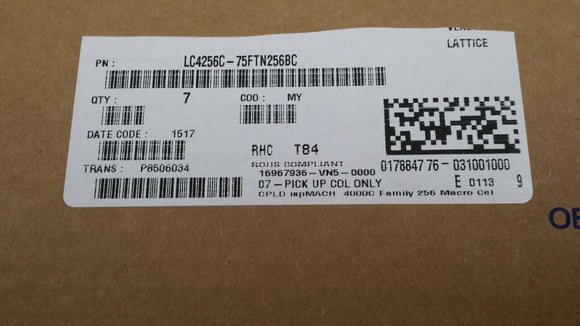 LATTICE
PN : LC4256C-75FTN256BC
QTY : 7 COO : MY
DATE CODE : 1517
RHC T84
TRANS : P8506034
ROHS COMPLIANT
16967936-VN5-0000
07-PICK UP COL ONLY
CPLD ispMACH 4000C Family 256 Macro Cel
017884776-031001000
E 0113 9